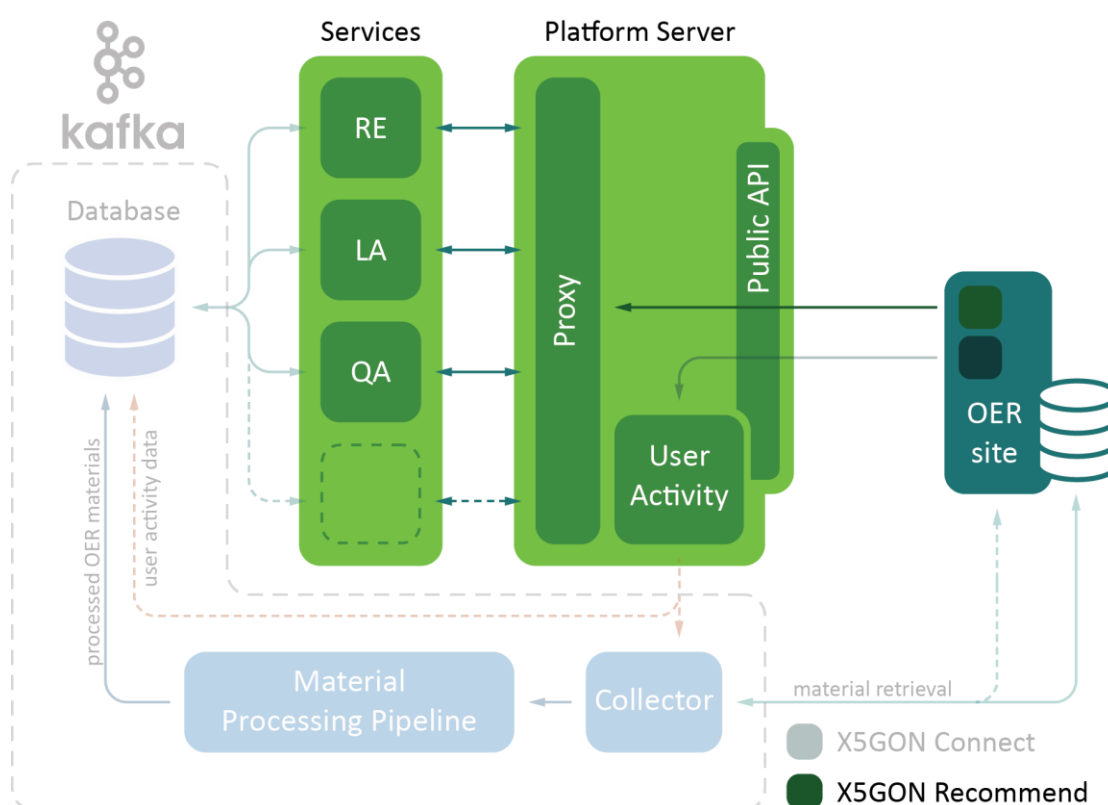 Services
Platform Server
kafka
Database
RE
LA
QA
Proxy
Public API
User
Activity
OER
site
processed OER materials
user activity data
Material
Processing Pipeline
Collector
material retrieval
X5GON Connect
X5GON Recommend